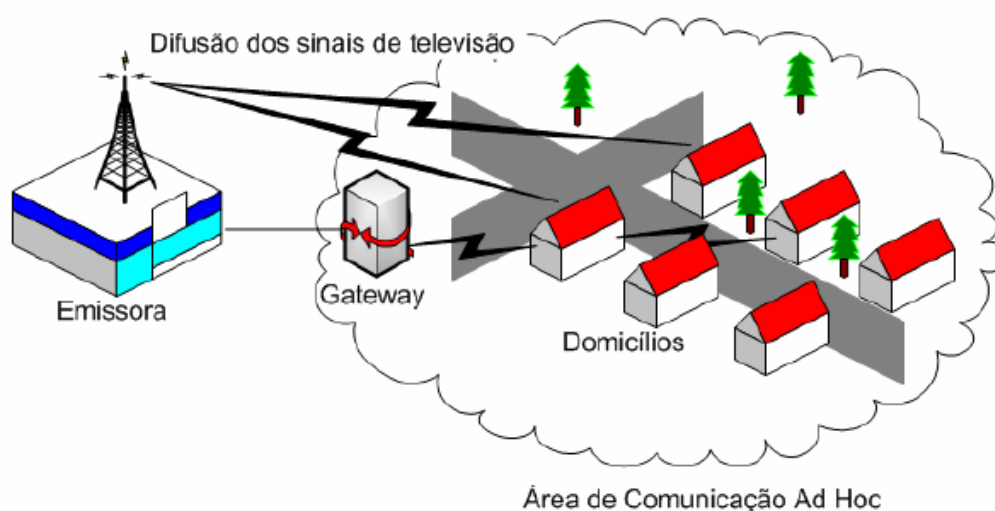 Difusão dos sinais de televisão
Emissora
Gateway
Domicílios
Área de Comunicação Ad Hoc